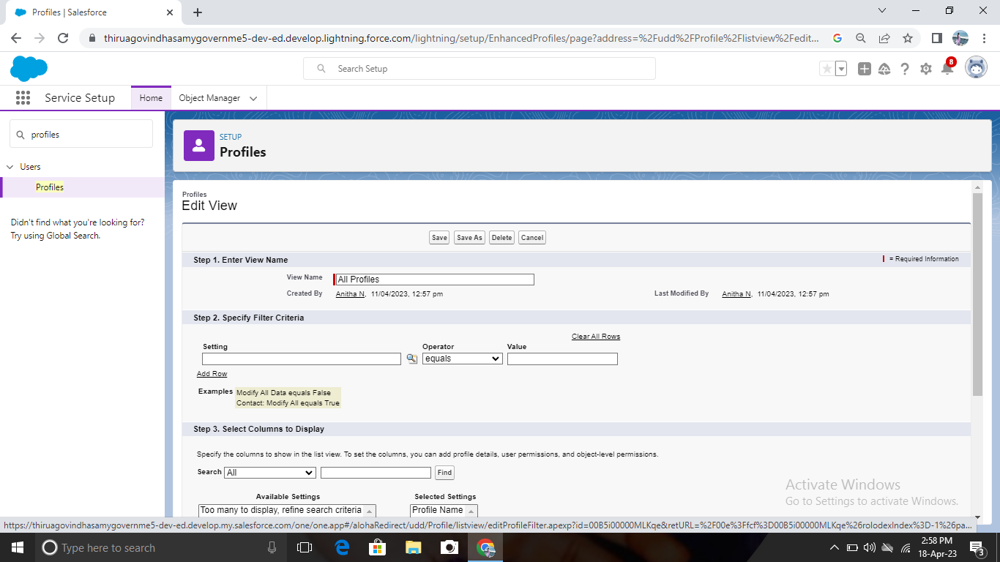 Profiles | Salesforce
thiruagovindhasamygovernme5-dev-ed.develop.lightning.force.com/lightning/setup/EnhancedProfiles/page?address=%2Fudd%2FProfile%2Flistview%2Fedit...
Search Setup
8
Service Setup
Home
Object Manager
profiles
Users
Profiles
Didn't find what you're looking for?
Try using Global Search.
SETUP
Profiles
Profiles
Edit View
Save Save As Delete Cancel
Step 1. Enter View Name
= Required Information
View Name All Profiles
Created By Anitha N, 11/04/2023, 12:57 pm Last Modified By Anitha N, 11/04/2023, 12:57 pm
Step 2. Specify Filter Criteria
Clear All Rows
Setting Operator Value
equals
Add Row
Examples Modify All Data equals False
Contact: Modify All equals True
Step 3. Select Columns to Display
Specify the columns to show in the list view. To set the columns, you can add profile details, user permissions, and object-level permissions.
Search All Find
Available Settings Selected Settings
Too many to display, refine search criteria Profile Name
Activate Windows
Go to Settings to activate Windows.
https://thiruagovindhasamygovernme5-dev-ed.develop.my.salesforce.com/one/one.app#/alohaRedirect/udd/Profile/listview/editProfileFilter.apexp?id=00B5i00000MLKqe&retURL=%2F00e%3Ffcf%3D00B5i00000MLKqe%26rolodexIndex%3D-1%26pa...
Type here to search
2:58 PM
18-Apr-23
3